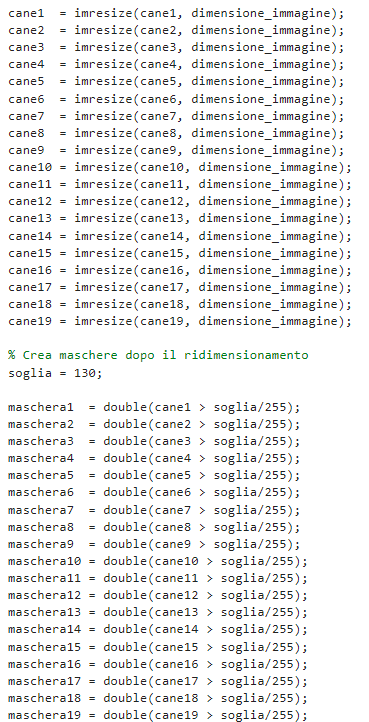 cane1  = imresize(cane1, dimensione_immagine);
cane2  = imresize(cane2, dimensione_immagine);
cane3  = imresize(cane3, dimensione_immagine);
cane4  = imresize(cane4, dimensione_immagine);
cane5  = imresize(cane5, dimensione_immagine);
cane6  = imresize(cane6, dimensione_immagine);
cane7  = imresize(cane7, dimensione_immagine);
cane8  = imresize(cane8, dimensione_immagine);
cane9  = imresize(cane9, dimensione_immagine);
cane10 = imresize(cane10, dimensione_immagine);
cane11 = imresize(cane11, dimensione_immagine);
cane12 = imresize(cane12, dimensione_immagine);
cane13 = imresize(cane13, dimensione_immagine);
cane14 = imresize(cane14, dimensione_immagine);
cane15 = imresize(cane15, dimensione_immagine);
cane16 = imresize(cane16, dimensione_immagine);
cane17 = imresize(cane17, dimensione_immagine);
cane18 = imresize(cane18, dimensione_immagine);
cane19 = imresize(cane19, dimensione_immagine);
% Crea maschere dopo il ridimensionamento
soglia = 130;
maschera1  = double(cane1 > soglia/255);
maschera2  = double(cane2 > soglia/255);
maschera3  = double(cane3 > soglia/255);
maschera4  = double(cane4 > soglia/255);
maschera5  = double(cane5 > soglia/255);
maschera6  = double(cane6 > soglia/255);
maschera7  = double(cane7 > soglia/255);
maschera8  = double(cane8 > soglia/255);
maschera9  = double(cane9 > soglia/255);
maschera10 = double(cane10 > soglia/255);
maschera11 = double(cane11 > soglia/255);
maschera12 = double(cane12 > soglia/255);
maschera13 = double(cane13 > soglia/255);
maschera14 = double(cane14 > soglia/255);
maschera15 = double(cane15 > soglia/255);
maschera16 = double(cane16 > soglia/255);
maschera17 = double(cane17 > soglia/255);
maschera18 = double(cane18 > soglia/255);
maschera19 = double(cane19 > soglia/255);